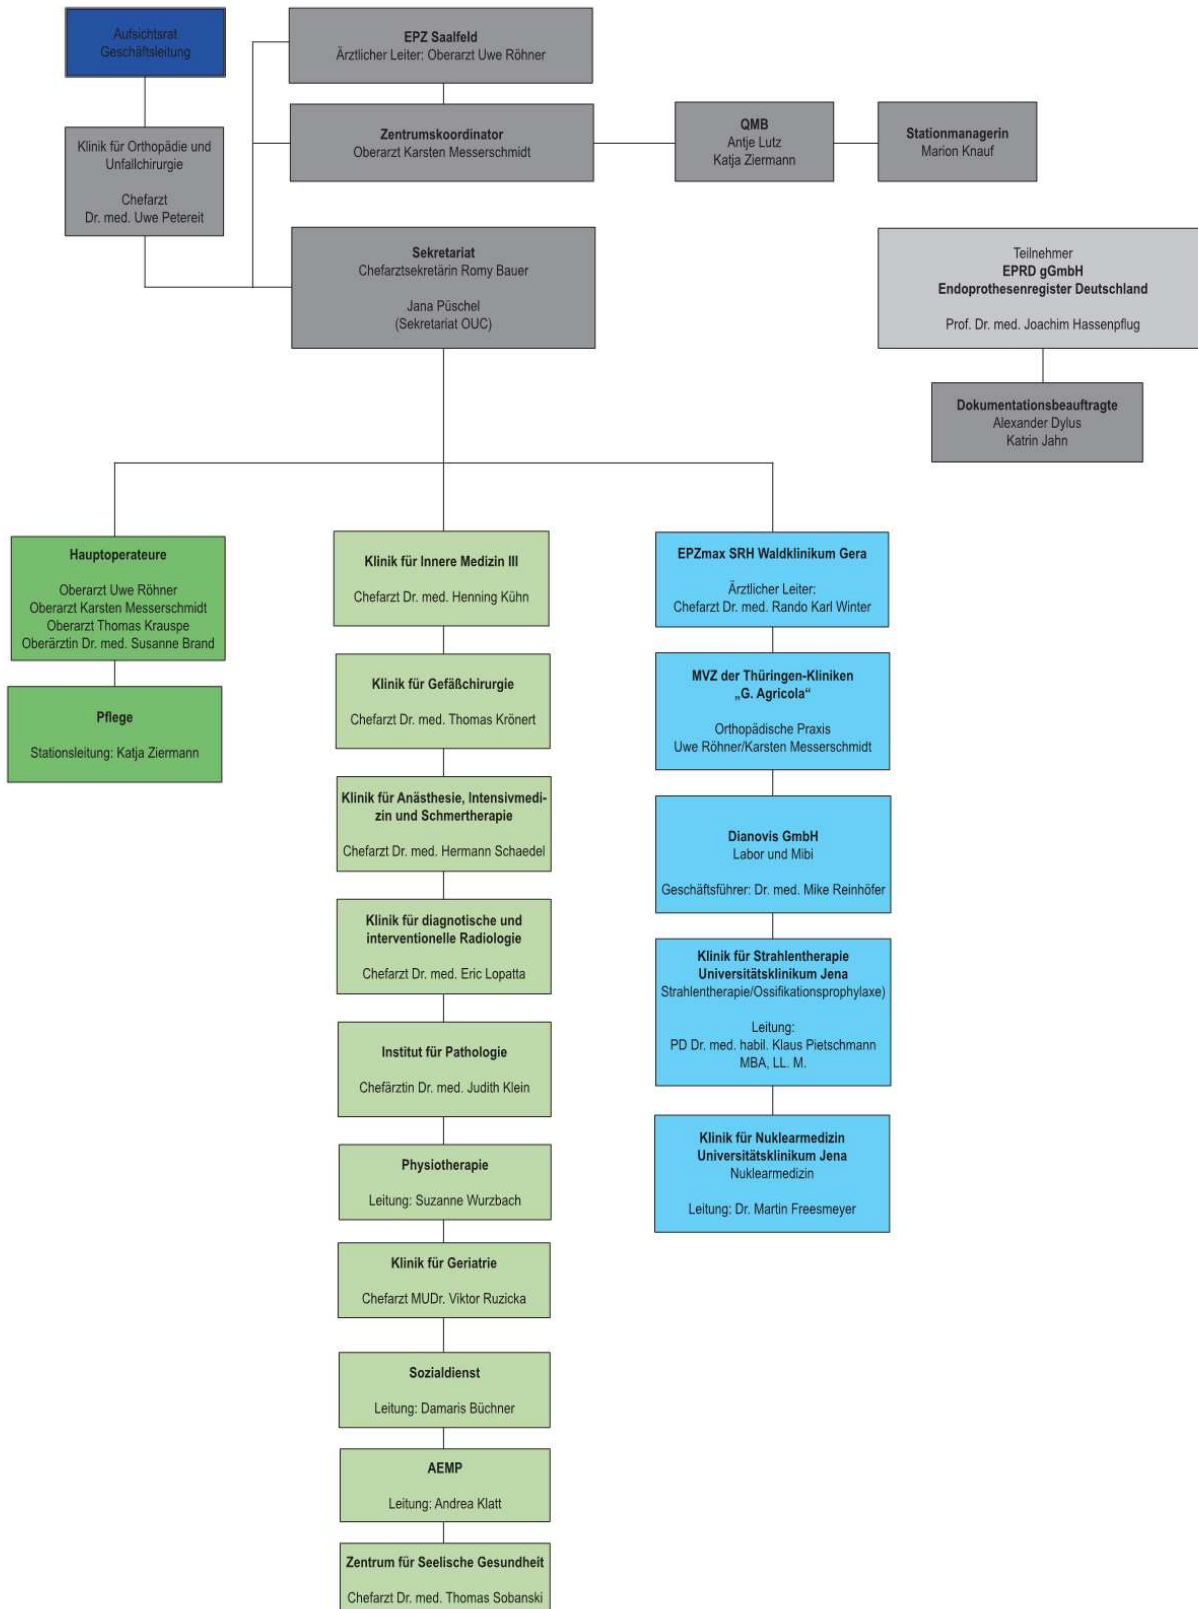 Aufsichtsrat
Geschäftsleitung
Klinik für Orthopädie und
Unfallchirurgie
Chefarzt
Dr. med. Uwe Petereit
EPZ Saalfeld
Ärztlicher Leiter: Oberarzt Uwe Röhner
Zentrumskoordinator
Oberarzt Karsten Messerschmidt
QMB
Antje Lutz
Katja Ziermann
Stationmanagerin
Marion Knauf
Sekretariat
Chefarztsekretärin Romy Bauer
Jana Püschel
(Sekretariat OUC)
Teilnehmer
EPRD gGmbH
Endoprothesenregister Deutschland
Prof. Dr. med. Joachim Hassenpflug
Dokumentationsbeauftragte
Alexander Dylus
Katrin Jahn
Hauptoperateure
Oberarzt Uwe Röhner
Oberarzt Karsten Messerschmidt
Oberarzt Thomas Krauspe
Oberärztin Dr. med. Susanne Brand
Pflege
Stationsleitung: Katja Ziermann
Klinik für Innere Medizin III
Chefarzt Dr. med. Henning Kühn
Klinik für Gefäßchirurgie
Chefarzt Dr. med. Thomas Krönert
Klinik für Anästhesie, Intensivmedi-
zin und Schmertherapie
Chefarzt Dr. med. Hermann Schaedel
Klinik für diagnotische und
interventionelle Radiologie
Chefarzt Dr. med. Eric Lopatta
Institut für Pathologie
Chefärztin Dr. med. Judith Klein
Physiotherapie
Leitung: Suzanne Wurzbach
Klinik für Geriatrie
Chefarzt MUDr. Viktor Ruzicka
Sozialdienst
Leitung: Damaris Büchner
AEMP
Leitung: Andrea Klatt
Zentrum für Seelische Gesundheit
Chefarzt Dr. med. Thomas Sobanski
EPZmax SRH Waldklinikum Gera
Ärztlicher Leiter:
Chefarzt Dr. med. Rando Karl Winter
MVZ der Thüringen-Kliniken
„G. Agricola“
Orthopädische Praxis
Uwe Röhner/Karsten Messerschmidt
Dianovis GmbH
Labor und Mibi
Geschäftsführer: Dr. med. Mike Reinhöfer
Klinik für Strahlentherapie
Universitätsklinikum Jena
Strahlentherapie/Ossifikationsprophylaxe)
Leitung:
PD Dr. med. habil. Klaus Pietschmann
MBA, LL. M.
Klinik für Nuklearmedizin
Universitätsklinikum Jena
Nuklearmedizin
Leitung: Dr. Martin Freesmeyer